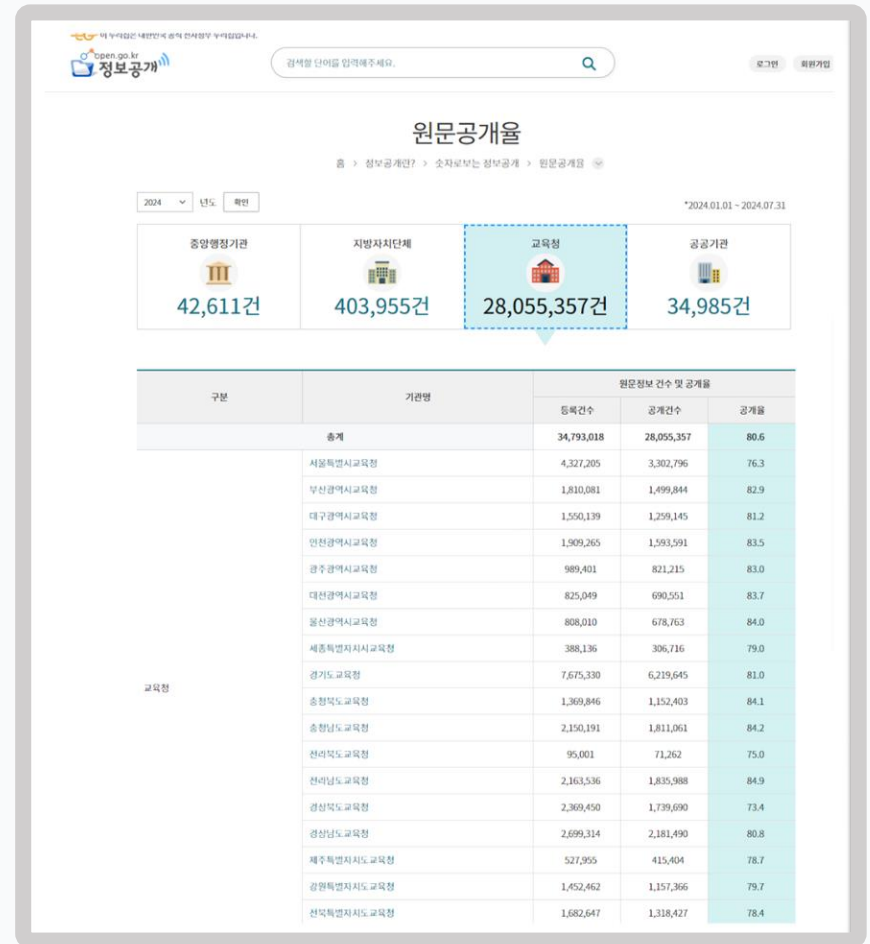 이 누리집은 대한민국 공식 전자정부 누리집입니다.
open.go.kr
정보공개
검색할 단어를 입력해주세요.
로그인 회원가입
원문공개율
홈 > 정보공개란? > 숫자로보는 정보공개 > 원문공개율
2024 년도 확인
*2024.01.01 ~ 2024.07.31
중앙행정기관 지방자치단체 교육청 공공기관
42,611건 403,955건 28,055,357건 34,985건
구분 기관명 원문정보 건수 및 공개율
등록건수 공개건수 공개율
총계 34,793,018 28,055,357 80.6
서울특별시교육청 4,327,205 3,302,796 76.3
부산광역시교육청 1,810,081 1,499,844 82.9
대구광역시교육청 1,550,139 1,259,145 81.2
인천광역시교육청 1,909,265 1,593,591 83.5
광주광역시교육청 989,401 821,215 83.0
대전광역시교육청 825,049 690,551 83.7
울산광역시교육청 808,010 678,763 84.0
세종특별자치시교육청 388,136 306,716 79.0
경기도교육청 7,675,330 6,219,645 81.0
교육청
충청북도교육청 1,369,846 1,152,403 84.1
충청남도교육청 2,150,191 1,811,061 84.2
전라북도교육청 95,001 71,262 75.0
전라남도교육청 2,163,536 1,835,988 84.9
경상북도교육청 2,369,450 1,739,690 73.4
경상남도교육청 2,699,314 2,181,490 80.8
제주특별자치도교육청 527,955 415,404 78.7
강원특별자치도교육청 1,452,462 1,157,366 79.7
전북특별자치도교육청 1,682,647 1,318,427 78.4